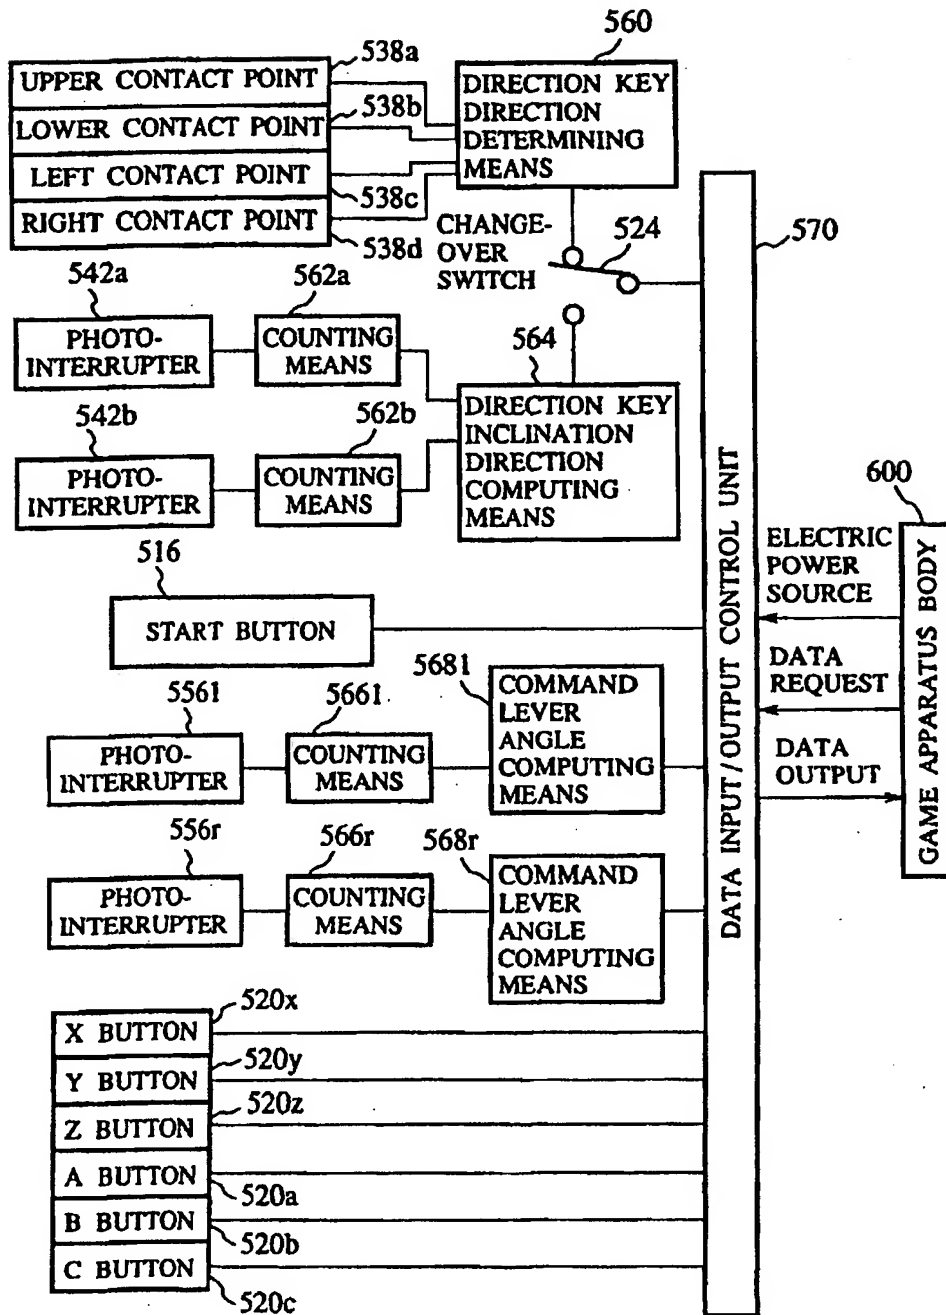 560
538a
UPPER CONTACT POINT
538b
LOWER CONTACT POINT
LEFT CONTACT POINT
538c
RIGHT CONTACT POINT
538d
DIRECTION KEY
DIRECTION
DETERMINING
MEANS
CHANGE-
OVER
SWITCH
524
570
542a
PHOTO-
INTERRUPTER
562a
COUNTING
MEANS
564
DIRECTION KEY
INCLINATION
DIRECTION
COMPUTING
MEANS
542b
PHOTO-
INTERRUPTER
562b
COUNTING
MEANS
516
START BUTTON
5561
PHOTO-
INTERRUPTER
5661
COUNTING
MEANS
5681
COMMAND
LEVER
ANGLE
COMPUTING
MEANS
556r
PHOTO-
INTERRUPTER
566r
COUNTING
MEANS
568r
COMMAND
LEVER
ANGLE
COMPUTING
MEANS
520x
X BUTTON
520y
Y BUTTON
520z
Z BUTTON
A BUTTON
520a
B BUTTON
520b
C BUTTON
520c
DATA INPUT/OUTPUT CONTROL UNIT
ELECTRIC
POWER
SOURCE
DATA
REQUEST
DATA
OUTPUT
600
GAME APPARATUS BODY